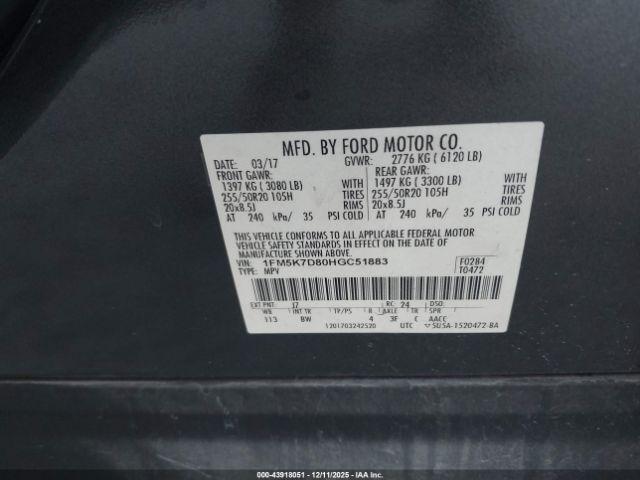 MFD. BY FORD MOTOR CO.
DATE: 03/17 GVWR: 2776 KG ( 6120 LB)
FRONT GAWR: REAR GAWR:
1397 KG ( 3080 LB) WITH 1497 KG ( 3300 LB) WITH
255/50R20 105H TIRES 255/50R20 105H TIRES
20x8.5J RIMS 20x8.5J RIMS
AT 240 kPa/ 35 PSI COLD AT 240 kPa/ 35 PSI COLD
THIS VEHICLE CONFORMS TO ALL APPLICABLE FEDERAL MOTOR
VEHICLE SAFETY STANDARDS IN EFFECT ON THE DATE OF
MANUFACTURE SHOWN ABOVE.
VIN: 1FM5K7D80HGC51883 F0284
TYPE: MPV T0472
EXT PNT: J7 RC: 24 DSO:
WB INT TR TP/PS R AXLE TR SPR
113 BW 4 3F C AACC
1201703242520 UTC 5U5A-1520472-BA
000-43918051 - 12/11/2025 - IAA INC.